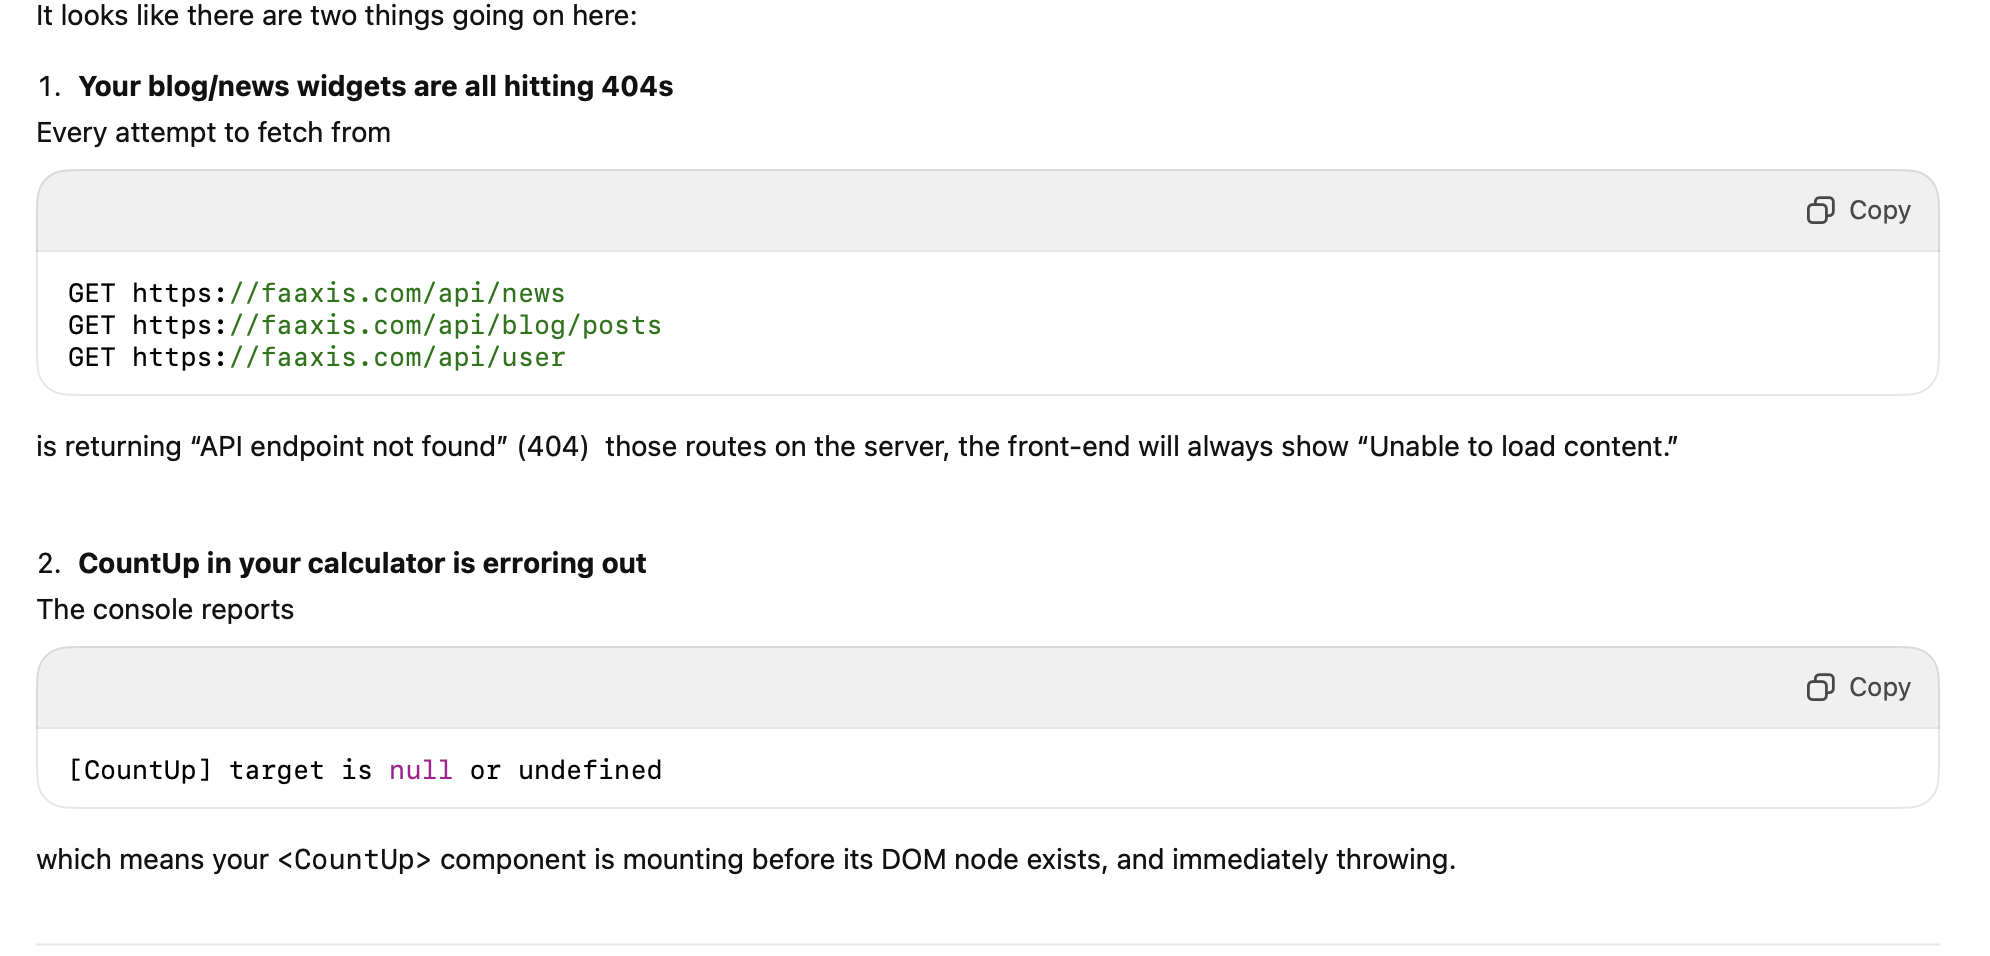 It looks like there are two things going on here:
1. Your blog/news widgets are all hitting 404s
Every attempt to fetch from
Copy
GET https://faaxis.com/api/news
GET https://faaxis.com/api/blog/posts
GET https://faaxis.com/api/user
is returning “API endpoint not found” (404)  those routes on the server, the front-end will always show “Unable to load content.”
2. CountUp in your calculator is erroring out
The console reports
Copy
[CountUp] target is null or undefined
which means your <CountUp> component is mounting before its DOM node exists, and immediately throwing.